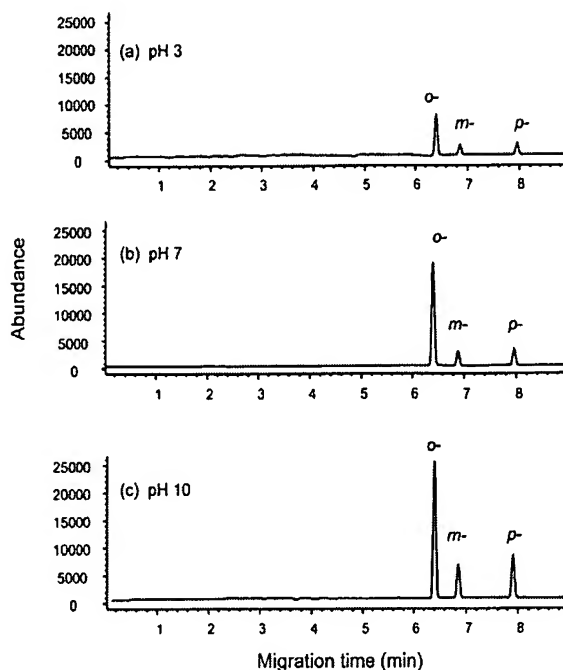 25000
20000
15000
10000
5000
0
(a) pH 3
o-
m-
p-
1 2 3 4 5 6 7 8
25000
20000
15000
10000
5000
0
(b) pH 7
o-
m-
p-
1 2 3 4 5 6 7 8
25000
20000
15000
10000
5000
0
(c) pH 10
o-
m-
p-
1 2 3 4 5 6 7 8
Abundance
Migration time (min)